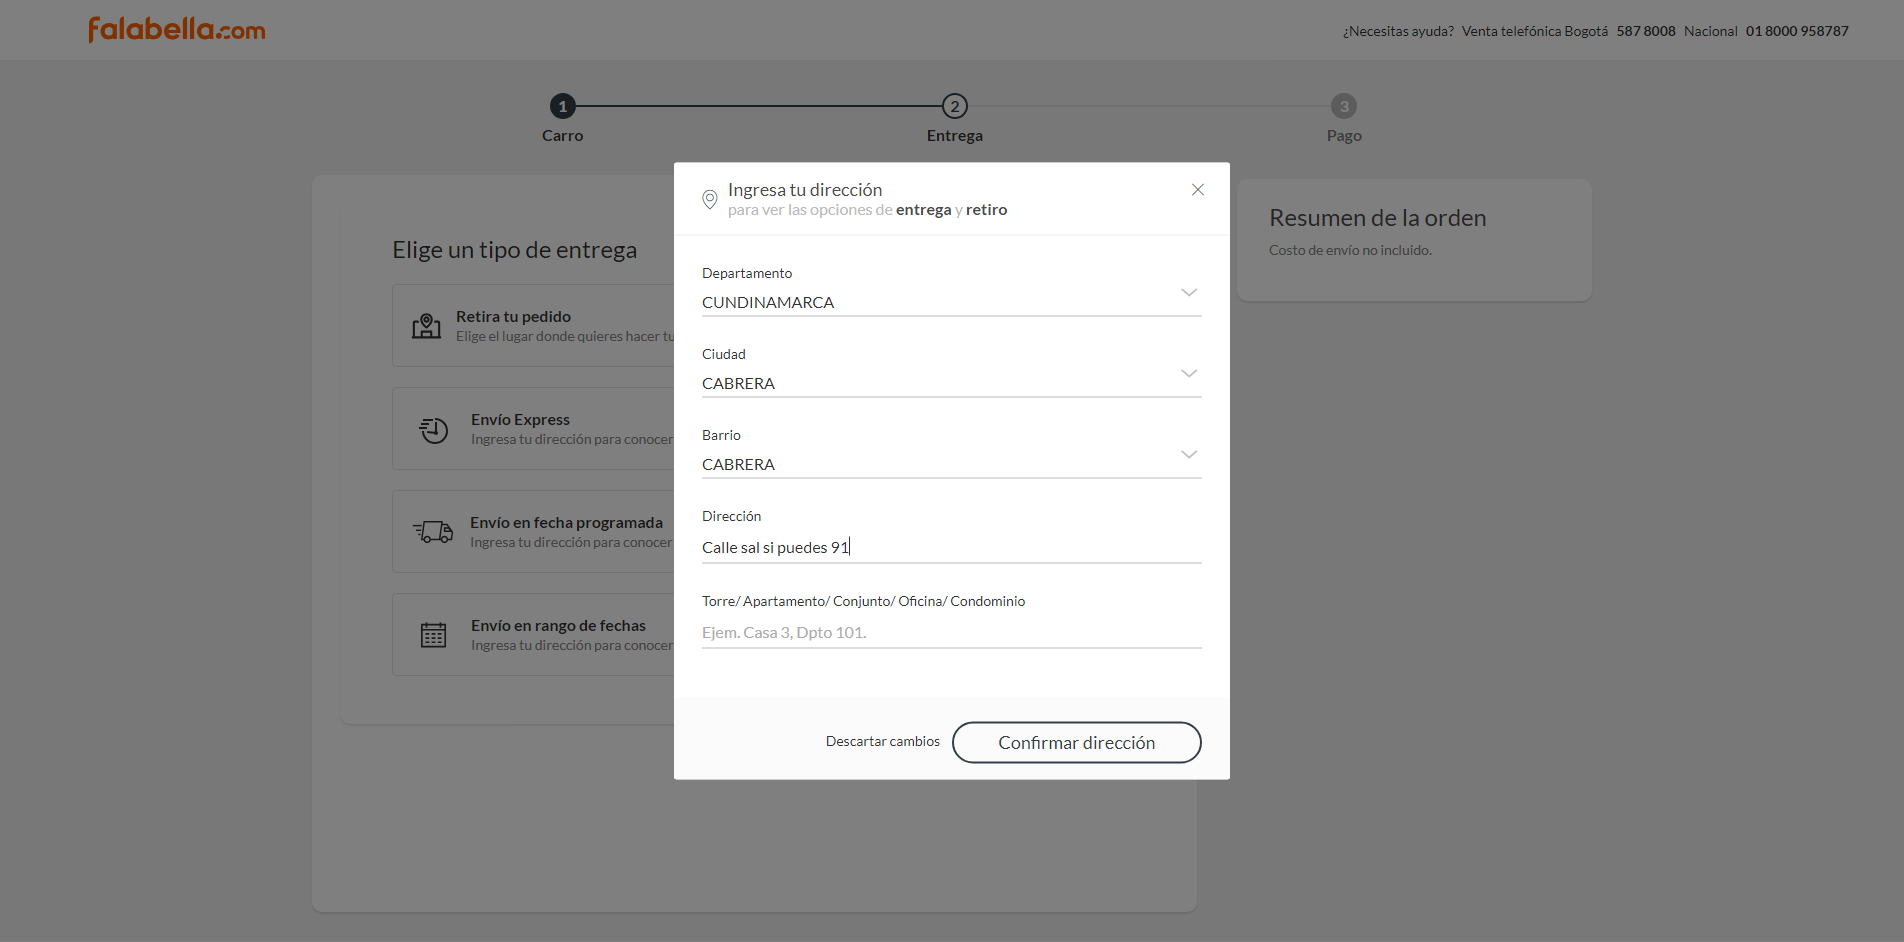 falabella.com
¿Necesitas ayuda? Venta telefónica Bogotá 587 8008 Nacional 01 8000 958787
1 2 3
Carro Entrega Pago
Elige un tipo de entrega
Retira tu pedido
Elige el lugar donde quieres hacer tu
Envío Express
Ingresa tu dirección para conocer
Envío en fecha programada
Ingresa tu dirección para conocer
Envío en rango de fechas
Ingresa tu dirección para conocer
Ingresa tu dirección
para ver las opciones de entrega y retiro
Departamento
CUNDINAMARCA
Ciudad
CABRERA
Barrio
CABRERA
Dirección
Calle sal si puedes 91
Torre/ Apartamento/ Conjunto/ Oficina/ Condominio
Ejem. Casa 3, Dpto 101.
Descartar cambios Confirmar dirección
Resumen de la orden
Costo de envío no incluido.